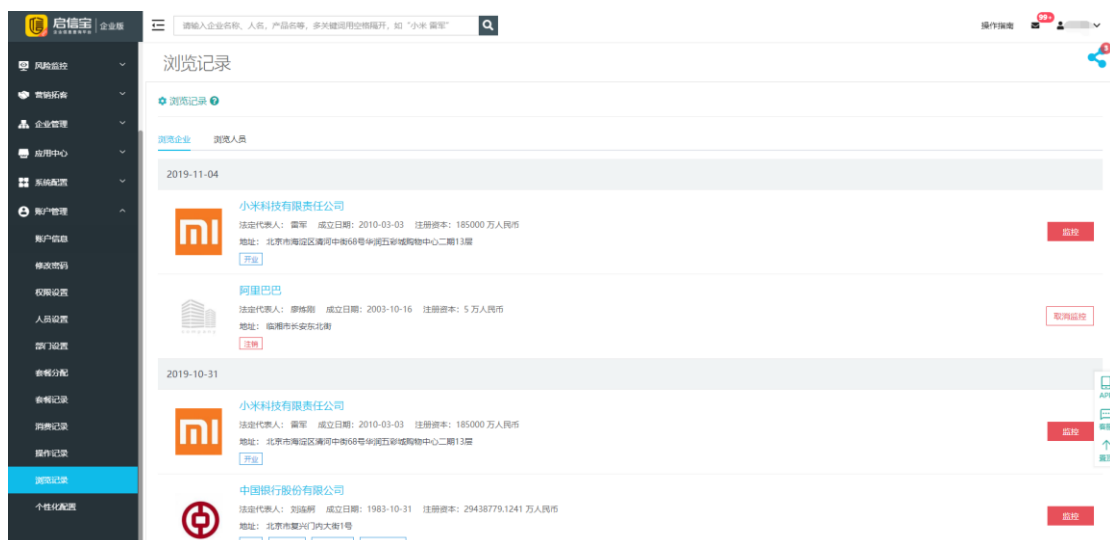 启信宝 企业版
请输入企业名称、人名、产品名等，多关键词用空格隔开，如“小米 雷军”
操作指南 99+
风险监控
营销拓客
企业管理
应用中心
系统配置
账户管理
账户信息
修改密码
权限设置
人员设置
部门设置
套餐分配
套餐记录
消费记录
操作记录
浏览记录
个性化配置
浏览记录
3
浏览记录
浏览企业 浏览人员
2019-11-04
小米科技有限责任公司
法定代表人： 雷军 成立日期：2010-03-03 注册资本：185000 万人民币
地址： 北京市海淀区清河中街68号华润五彩城购物中心二期13层
开业
监控
阿里巴巴
法定代表人： 廖炼刚 成立日期：2003-10-16 注册资本：5 万人民币
地址： 临湘市长安东北街
注销
取消监控
2019-10-31
小米科技有限责任公司
法定代表人： 雷军 成立日期：2010-03-03 注册资本：185000 万人民币
地址： 北京市海淀区清河中街68号华润五彩城购物中心二期13层
开业
监控
中国银行股份有限公司
法定代表人： 刘连舸 成立日期：1983-10-31 注册资本：29438779.1241 万人民币
地址： 北京市复兴门内大街1号
监控